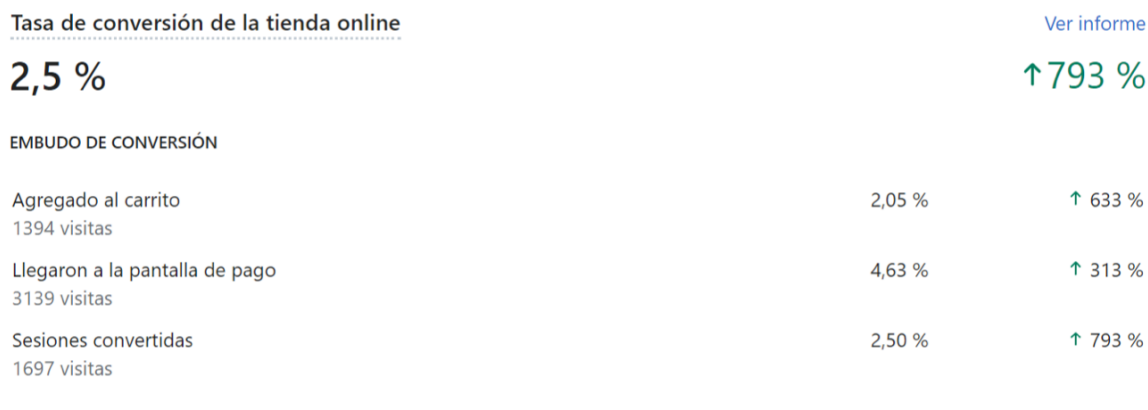 Tasa de conversión de la tienda online Ver informe
2,5 % ↑793 %
EMBUDO DE CONVERSIÓN
Agregado al carrito 2,05 % ↑ 633 %
1394 visitas
Llegaron a la pantalla de pago 4,63 % ↑ 313 %
3139 visitas
Sesiones convertidas 2,50 % ↑ 793 %
1697 visitas